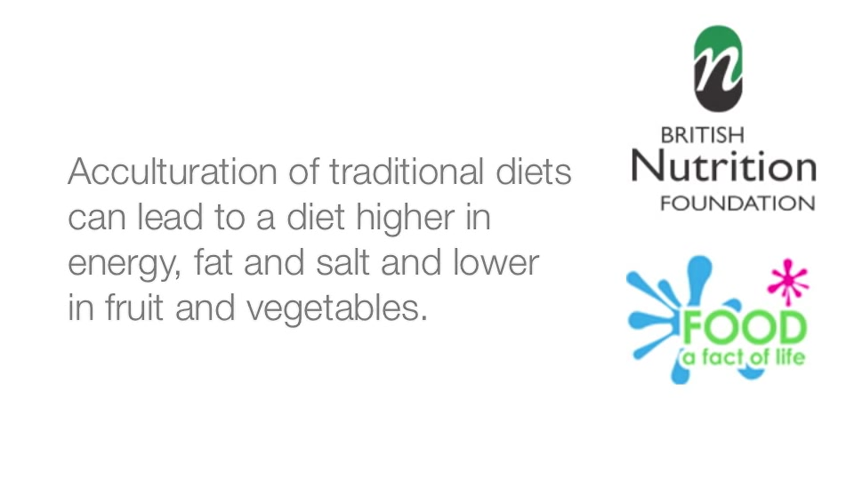 Acculturation of traditional diets
can lead to a diet higher in
energy, fat and salt and lower
in fruit and vegetables.
n
BRITISH
Nutrition
FOUNDATION
FOOD
a fact of life